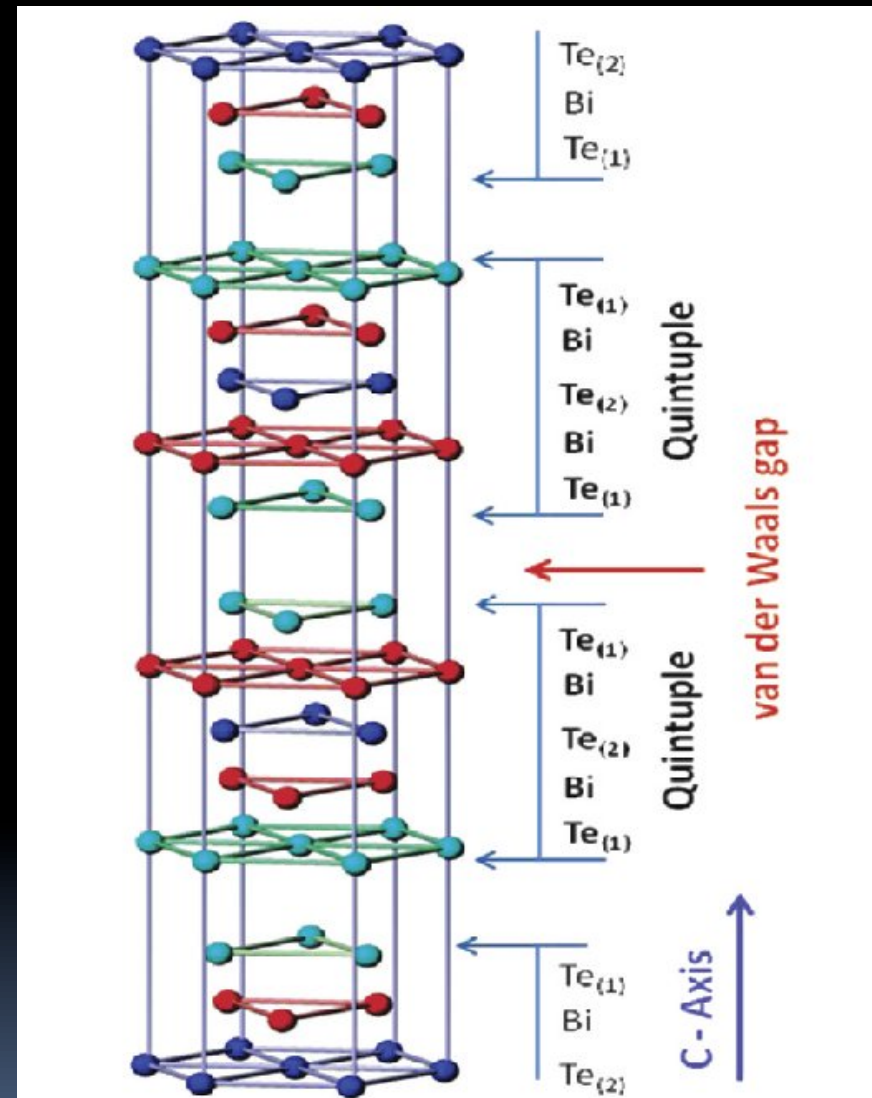 Te(2)
Bi
Te(1)
Te(1)
Bi
Te(2)
Bi
Te(1)
Quintuple
van der Waals gap
Te(1)
Bi
Te(2)
Bi
Te(1)
Quintuple
Te(1)
Bi
Te(2)
C - Axis